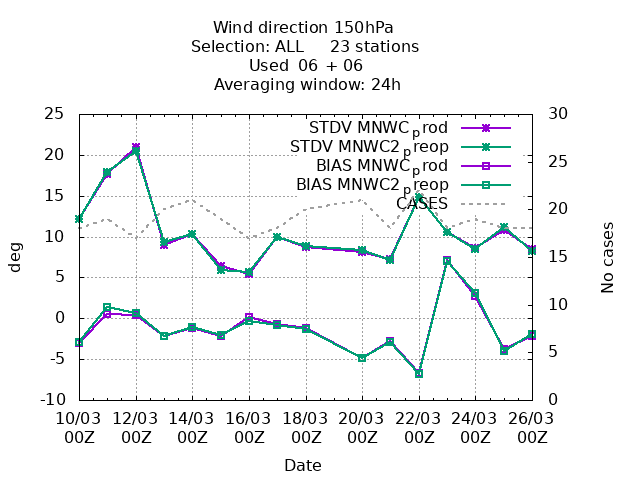 Wind direction 150hPa
Selection: ALL 23 stations
Used 06 + 06
Averaging window: 24h
25 30
STDV MNWC_prod
STDV MNWC2_preop
BIAS MNWC_prod
BIAS MNWC2_preop
CASES
20 25
15 20
10 15
5 10
0 5
-5 0
-10
deg
No cases
10/03 12/03 14/03 16/03 18/03 20/03 22/03 24/03 26/03
00Z 00Z 00Z 00Z 00Z 00Z 00Z 00Z 00Z
Date